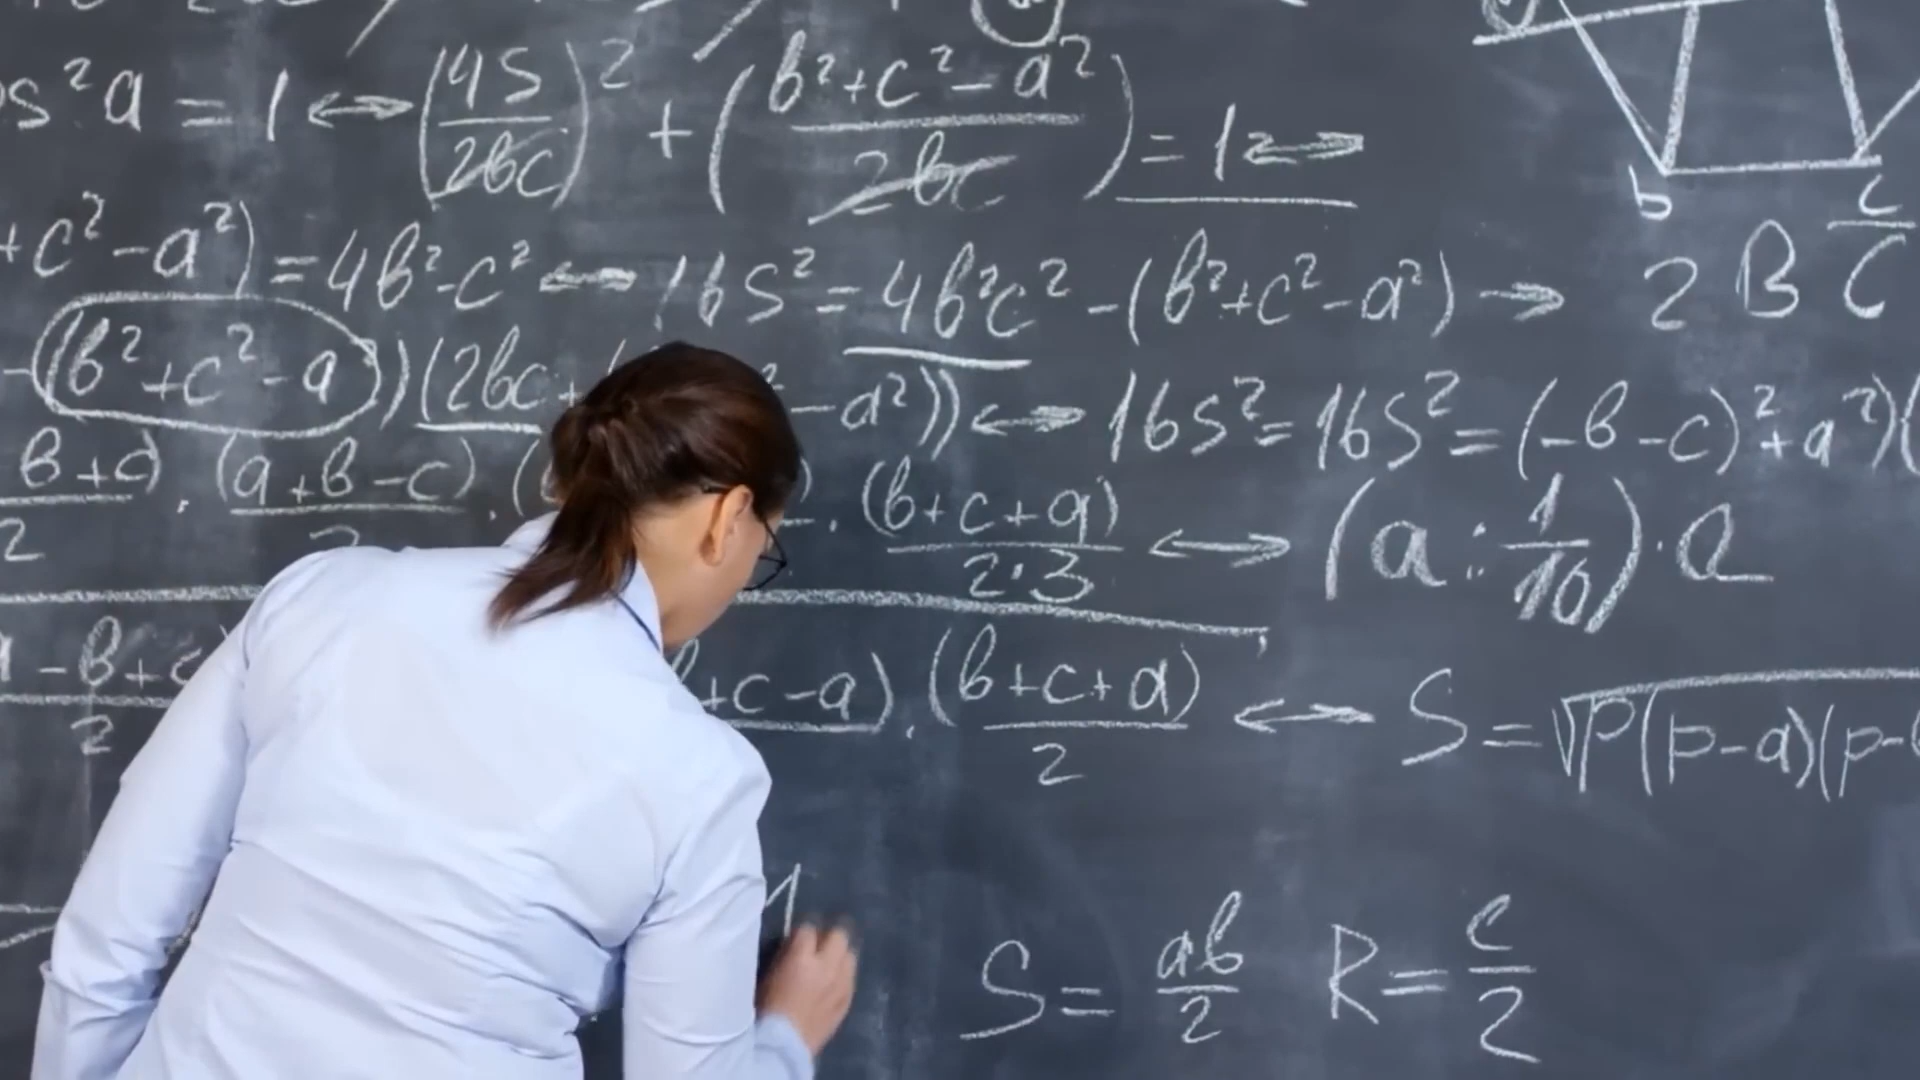 s²a = 1 ↔ (4S/2bc)² + (b²+c²-a²/2bc) = 1 ↔
b c
+c²-a²) = 4b²-c² ↔ 16S² = 4b²c² -(b²+c²-a²) → 2 B C
-(b²+c²-a))(2bc+ -a²)) ↔ 16S² = 16S² = (-b-c)²+a²)(
b+c)/2 · (a+b-c)/2 · ( · (b+c+a)/2·3 ↔ (a : 1/10) · a
-b+c/2 +c-a) · (b+c+a)/2 ↔ S = √p(p-a)(p-
S = ab/2 R = c/2